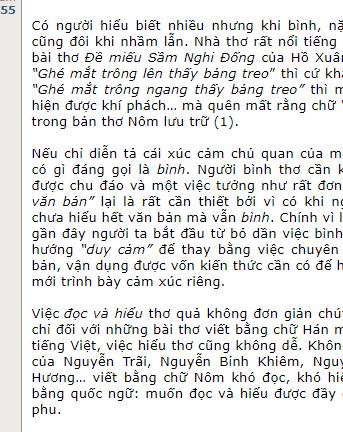 55
Có người hiểu biết nhiều nhưng khi bình, nặ
cũng đôi khi nhầm lẫn. Nhà thơ rất nổi tiếng
bài thơ Đề miếu Sầm Nghi Đống của Hồ Xuâ
"Ghé mắt trông lên thấy bảng treo" thì cứ khă
"Ghé mắt trông ngang thấy bảng treo" thì m
hiện được khí phách... mà quên mất rằng chữ '
trong bản thơ Nôm lưu trữ (1).
Nếu chỉ diễn tả cái xúc cảm chủ quan của m
có gì đáng gọi là bình. Người bình thơ cần k
được chu đáo và một việc tưởng như rất đơn
văn bản" lại là rất cần thiết bởi vì có khi ng
chưa hiểu hết văn bản mà vẫn bình. Chính vì l
gần đây người ta bắt đầu từ bỏ dần việc bình
hướng "duy cảm" để thay bằng việc chuyên
bản, vận dụng được vốn kiến thức cần có để h
mới trình bày cảm xúc riêng.
Việc đọc và hiểu thơ quả không đơn giản chú
chỉ đối với những bài thơ viết bằng chữ Hán m
tiếng Việt, việc hiểu thơ cũng không dễ. Khôn
của Nguyễn Trãi, Nguyễn Bỉnh Khiêm, Nguy
Hương... viết bằng chữ Nôm khó đọc, khó hiể
bằng quốc ngữ: muốn đọc và hiểu được đầy
phu.